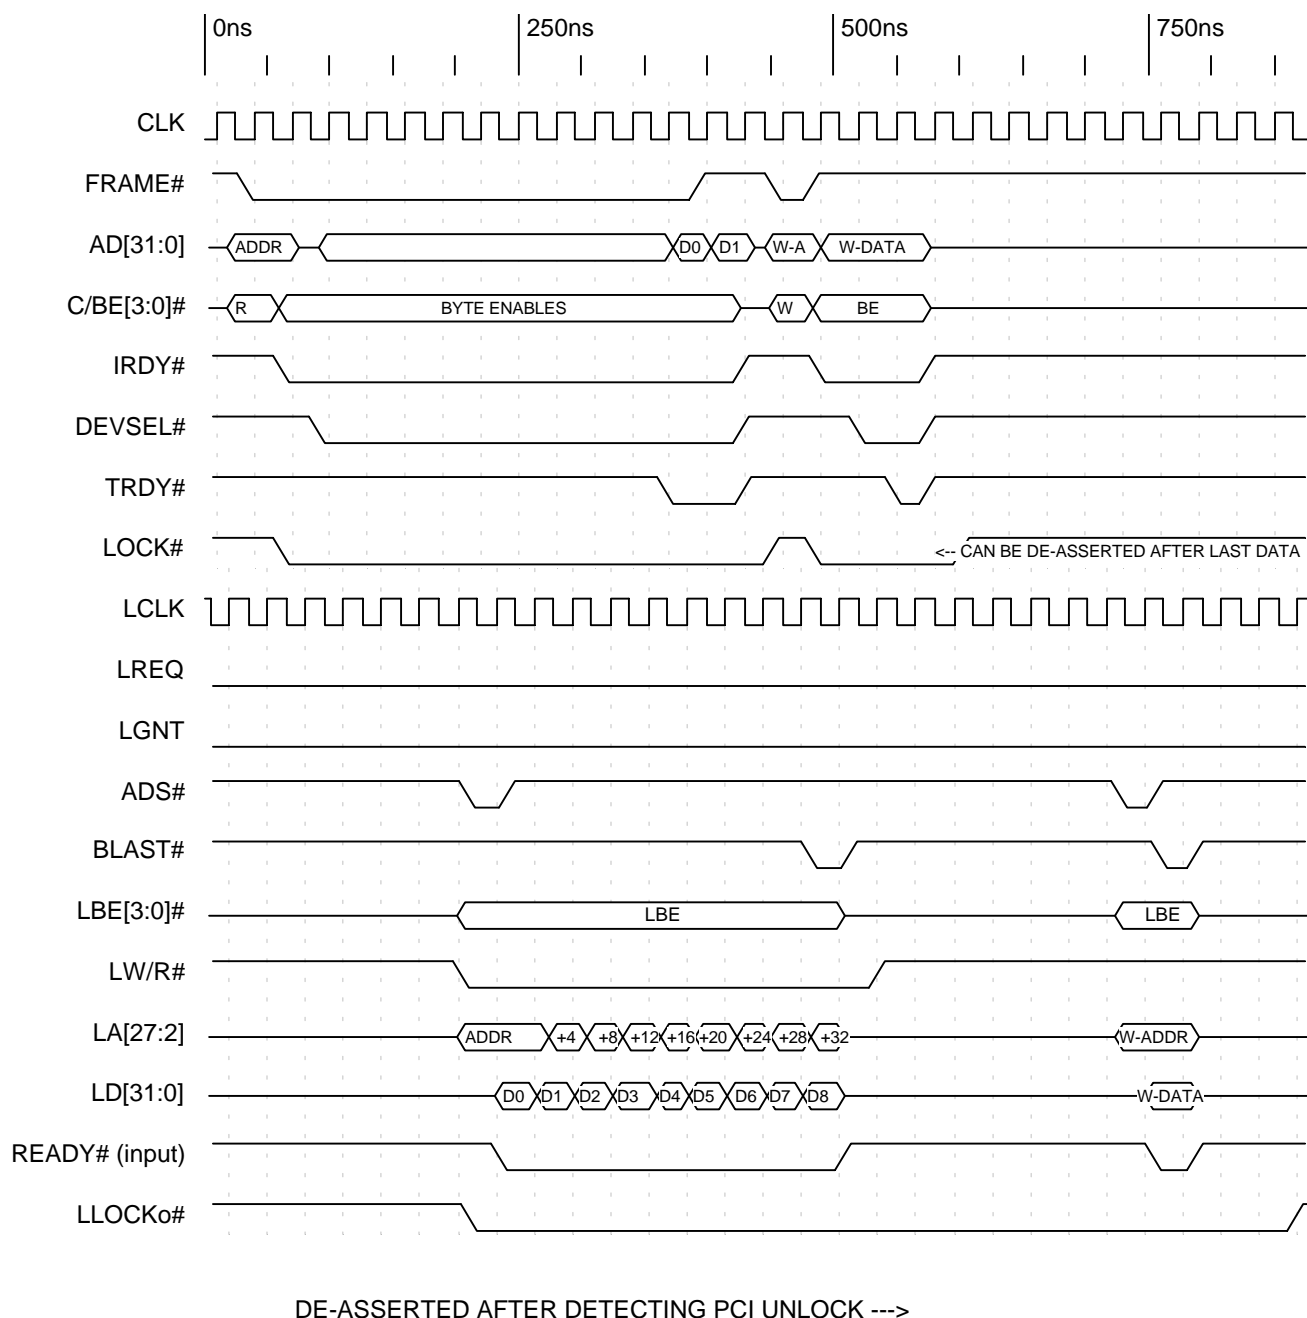 0ns 250ns 500ns 750ns
CLK
FRAME#
AD[31:0] ADDR D0 D1 W-A W-DATA
C/BE[3:0]# R BYTE ENABLES W BE
IRDY#
DEVSEL#
TRDY#
LOCK# <-- CAN BE DE-ASSERTED AFTER LAST DATA
LCLK
LREQ
LGNT
ADS#
BLAST#
LBE[3:0]# LBE LBE
LW/R#
LA[27:2] ADDR +4 +8 +12 +16 +20 +24 +28 +32 W-ADDR
LD[31:0] D0 D1 D2 D3 D4 D5 D6 D7 D8 W-DATA
READY# (input)
LLOCKo#
DE-ASSERTED AFTER DETECTING PCI UNLOCK --->